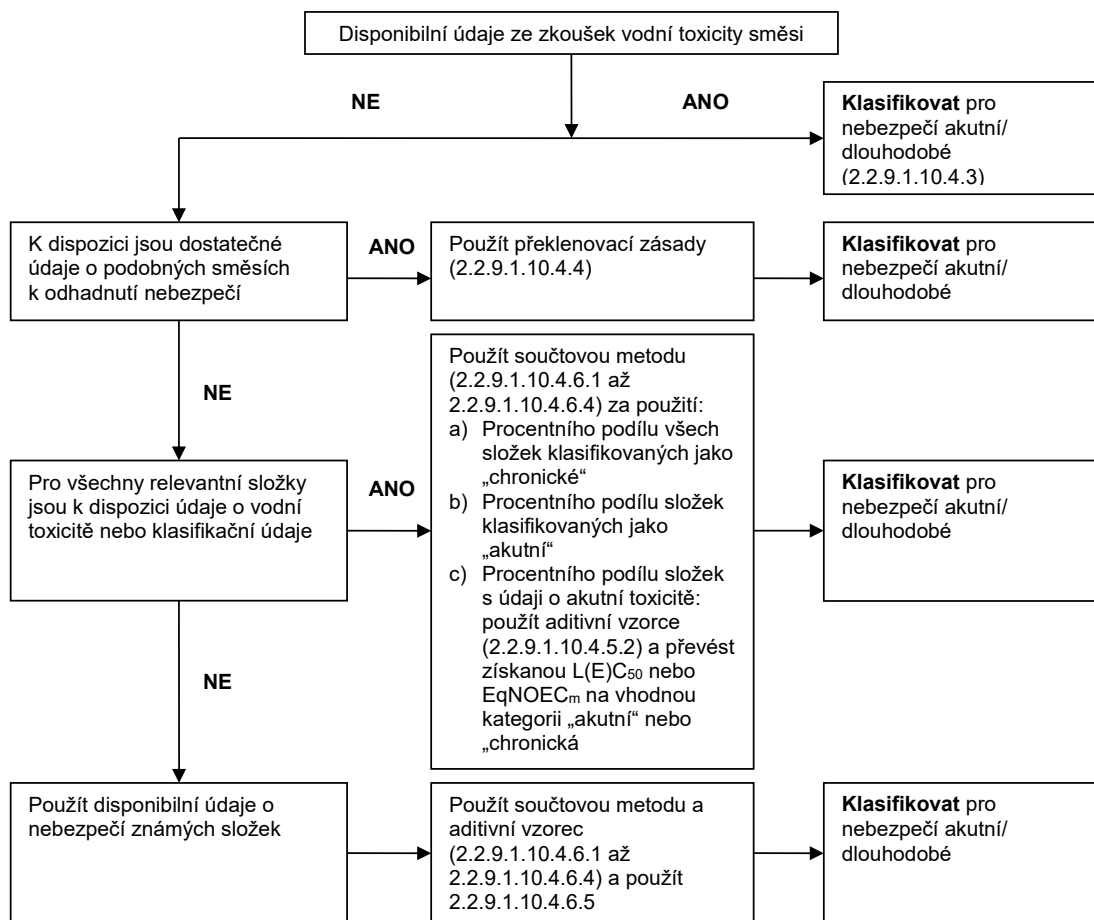 Disponibilní údaje ze zkoušek vodní toxicity směsi
NE
ANO
Klasifikovat pro
nebezpečí akutní/
dlouhodobé
(2.2.9.1.10.4.3)
K dispozici jsou dostatečné
údaje o podobných směsích
k odhadnutí nebezpečí
ANO
Použít překlenovací zásady
(2.2.9.1.10.4.4)
Klasifikovat pro
nebezpečí akutní/
dlouhodobé
NE
Pro všechny relevantní složky
jsou k dispozici údaje o vodní
toxicitě nebo klasifikační údaje
ANO
Použít součtovou metodu
(2.2.9.1.10.4.6.1 až
2.2.9.1.10.4.6.4) za použití:
a) Procentního podílu všech
složek klasifikovaných jako
„chronické“
b) Procentního podílu složek
klasifikovaných jako
„akutní“
c) Procentního podílu složek
s údaji o akutní toxicitě:
použít aditivní vzorce
(2.2.9.1.10.4.5.2) a převést
získanou L(E)C₅₀ nebo
EqNOECₘ na vhodnou
kategorii „akutní“ nebo
„chronická
Klasifikovat pro
nebezpečí akutní/
dlouhodobé
NE
Použít disponibilní údaje o
nebezpečí známých složek
Použít součtovou metodu a
aditivní vzorec
(2.2.9.1.10.4.6.1 až
2.2.9.1.10.4.6.4) a použít
2.2.9.1.10.4.6.5
Klasifikovat pro
nebezpečí akutní/
dlouhodobé